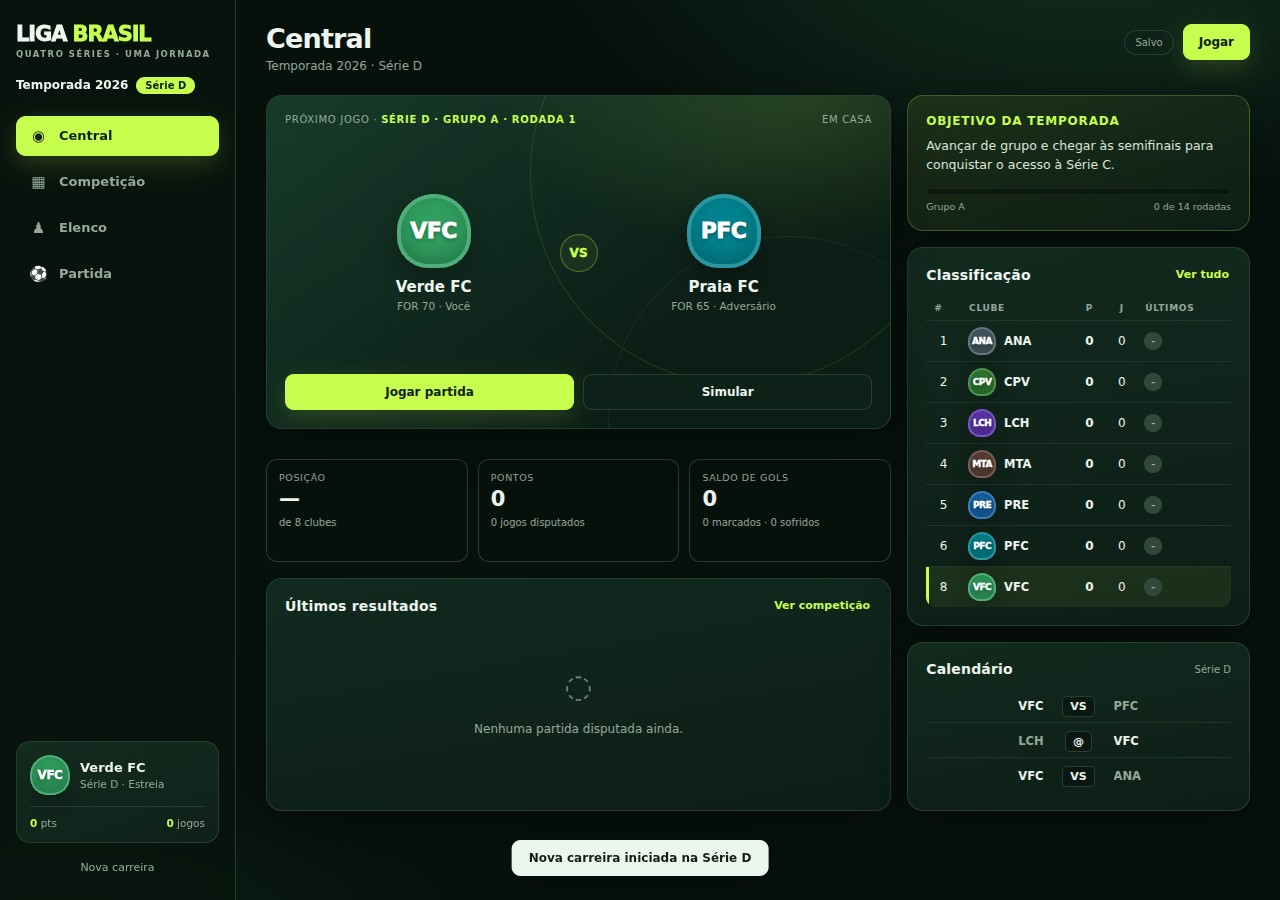 LIGA BRASIL
QUATRO SÉRIES · UMA JORNADA
Temporada 2026 Série D
Central
Competição
Elenco
Partida
VFC
Verde FC
Série D · Estreia
0 pts 0 jogos
Nova carreira
Central
Temporada 2026 · Série D
Salvo
Jogar
PRÓXIMO JOGO · SÉRIE D · GRUPO A · RODADA 1
EM CASA
VFC
Verde FC
FOR 70 · Você
VS
PFC
Praia FC
FOR 65 · Adversário
Jogar partida
Simular
POSIÇÃO
—
de 8 clubes
PONTOS
0
0 jogos disputados
SALDO DE GOLS
0
0 marcados · 0 sofridos
Últimos resultados
Ver competição
Nenhuma partida disputada ainda.
OBJETIVO DA TEMPORADA
Avançar de grupo e chegar às semifinais para
conquistar o acesso à Série C.
Grupo A 0 de 14 rodadas
Classificação
Ver tudo
# CLUBE P J ÚLTIMOS
1 ANA ANA 0 0 -
2 CPV CPV 0 0 -
3 LCH LCH 0 0 -
4 MTA MTA 0 0 -
5 PRE PRE 0 0 -
6 PFC PFC 0 0 -
8 VFC VFC 0 0 -
Calendário
Série D
VFC VS PFC
LCH @ VFC
VFC VS ANA
Nova carreira iniciada na Série D